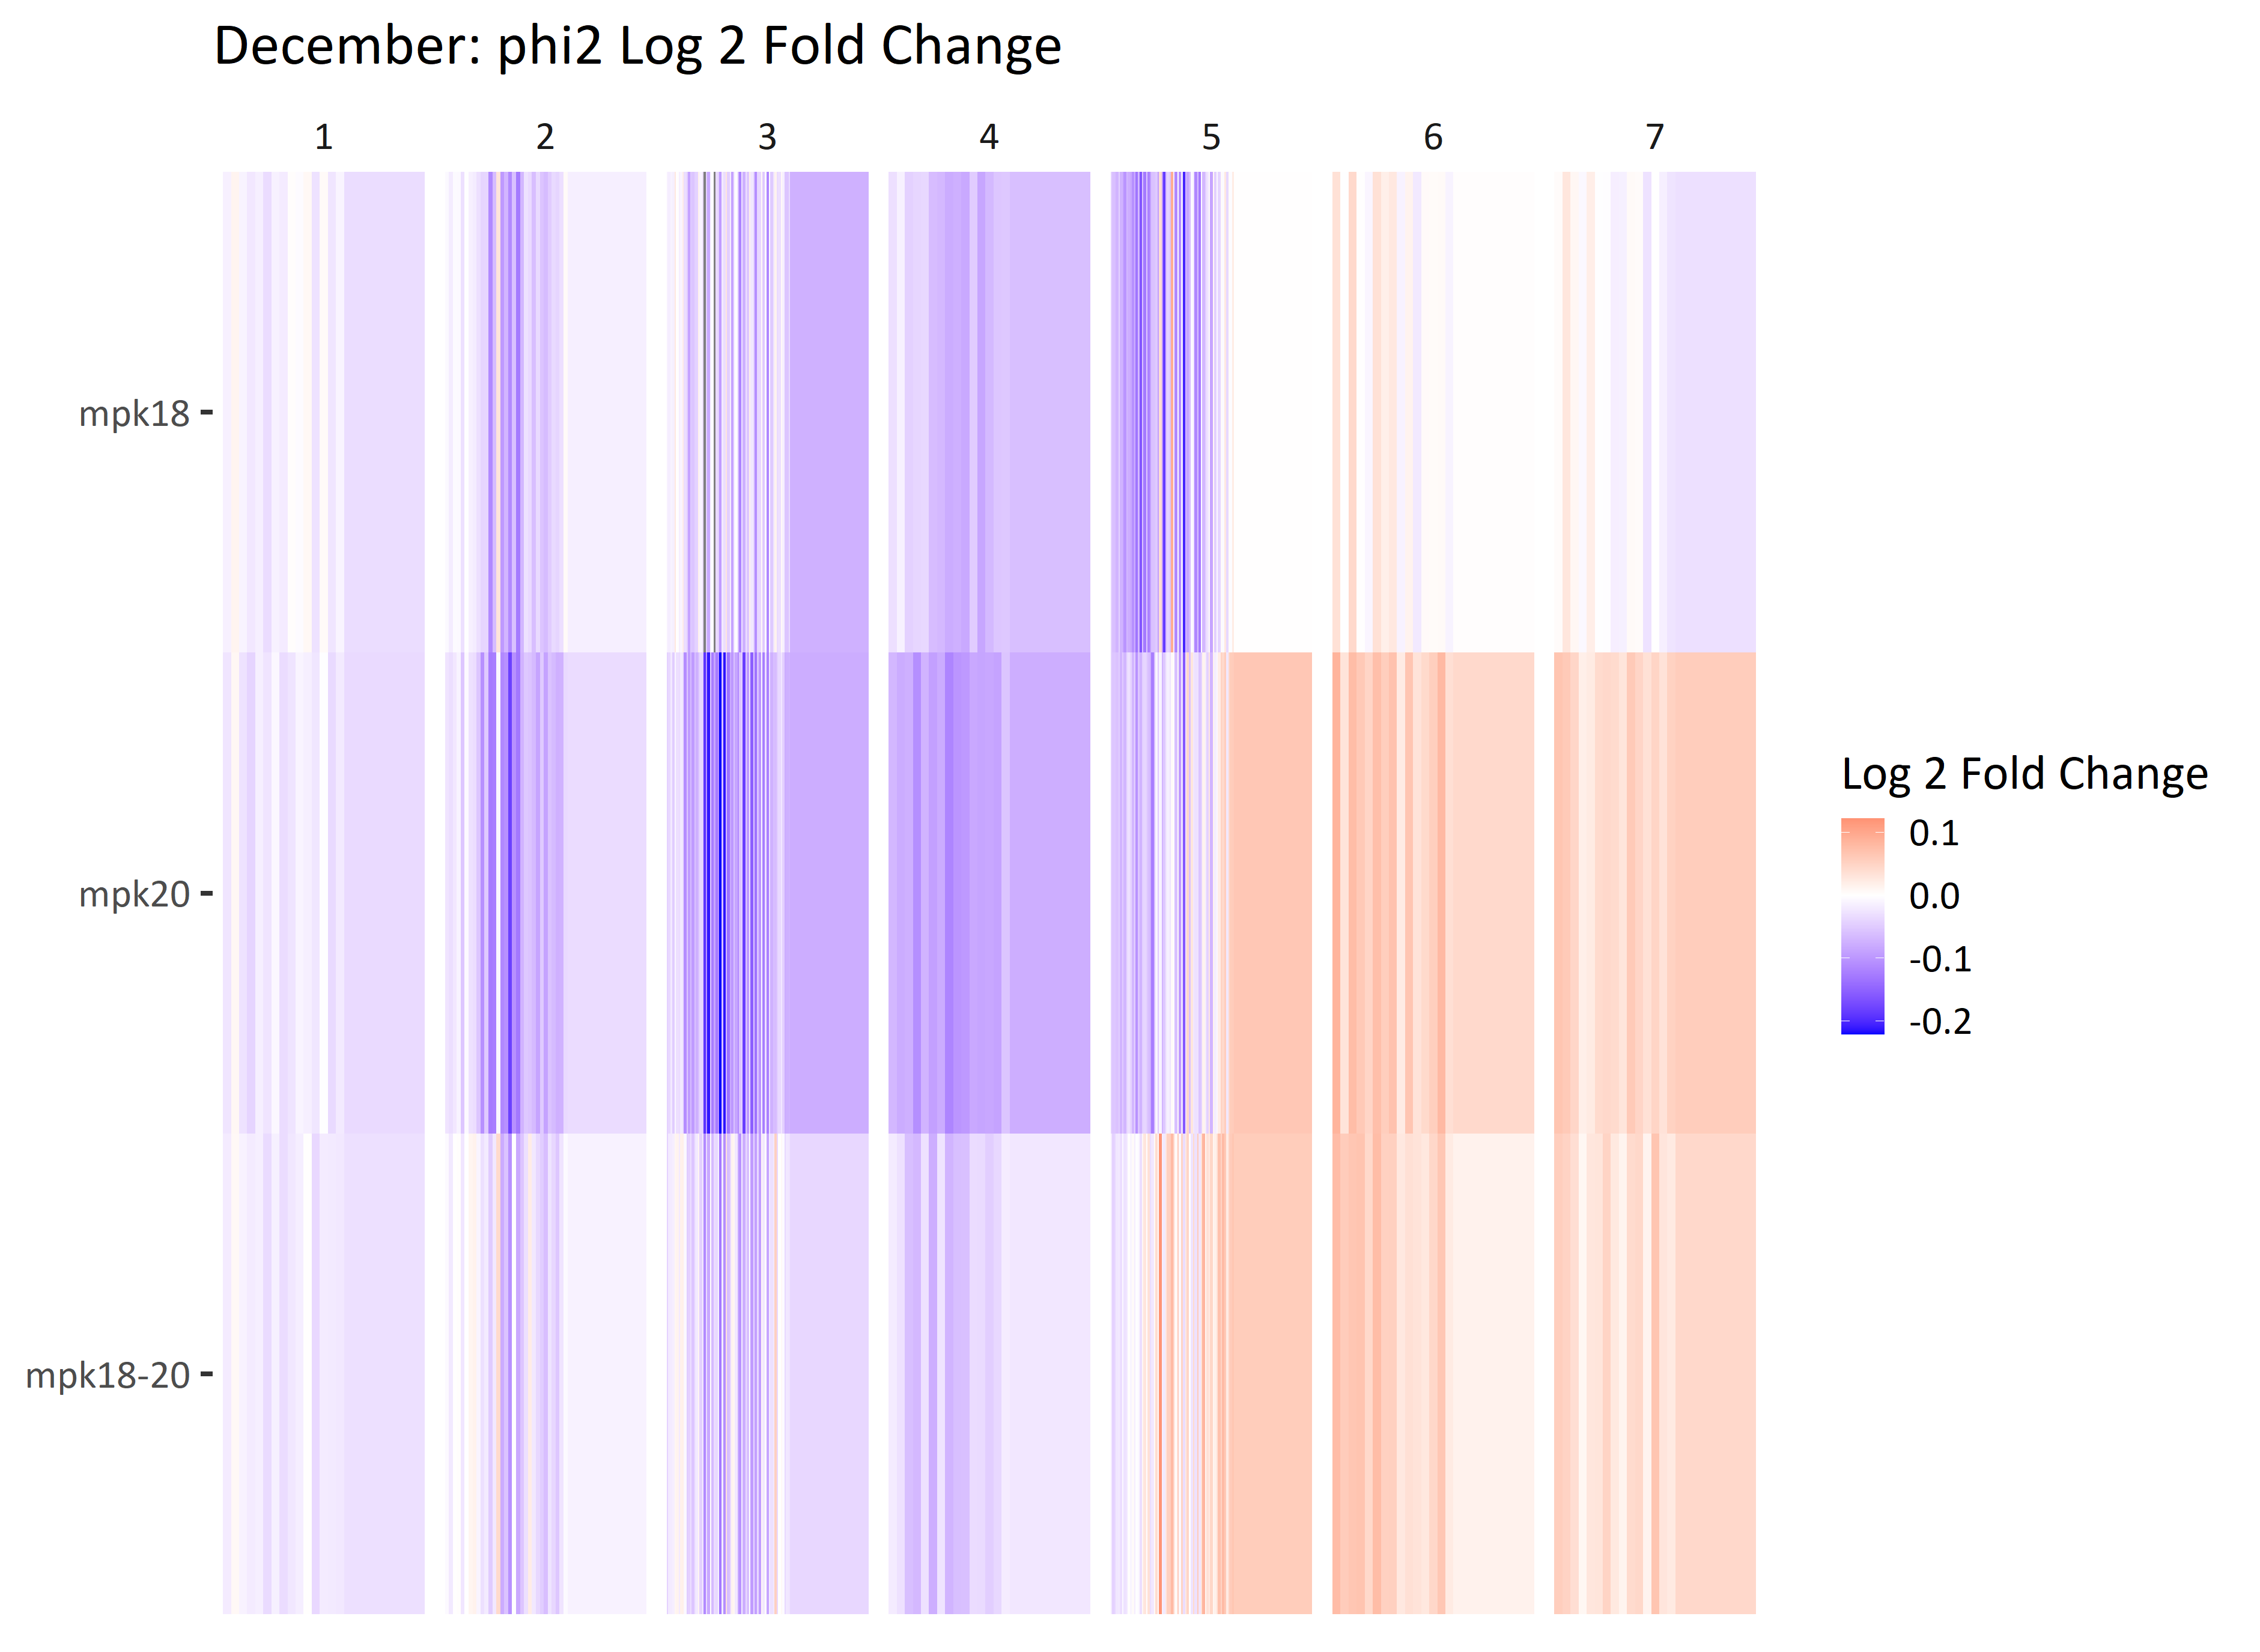 December: phi2 Log 2 Fold Change
1 2 3 4 5 6 7
mpk18
mpk20
mpk18-20
Log 2 Fold Change
0.1
0.0
-0.1
-0.2